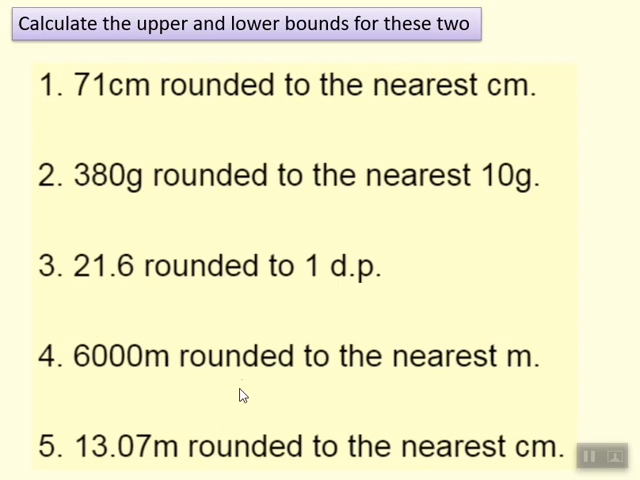 Calculate the upper and lower bounds for these two
1. 71cm rounded to the nearest cm.
2. 380g rounded to the nearest 10g.
3. 21.6 rounded to 1 d.p.
4. 6000m rounded to the nearest m.
5. 13.07m rounded to the nearest cm.